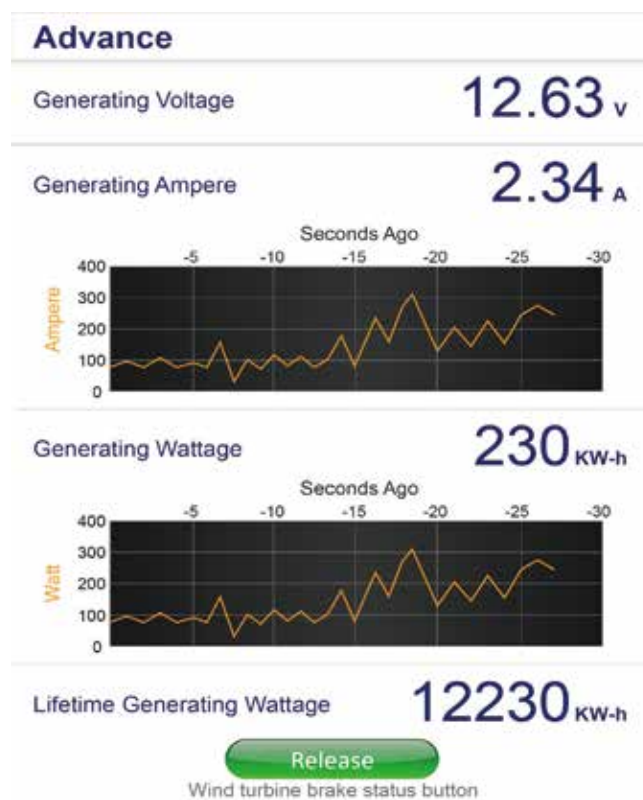 Advance
Generating Voltage 12.63 V
Generating Ampere 2.34 A
Seconds Ago
-5 -10 -15 -20 -25 -30
400
300
200
100
0
Ampere
Generating Wattage 230 KW-h
Seconds Ago
-5 -10 -15 -20 -25 -30
400
300
200
100
0
Watt
Lifetime Generating Wattage 12230 KW-h
Release
Wind turbine brake status button